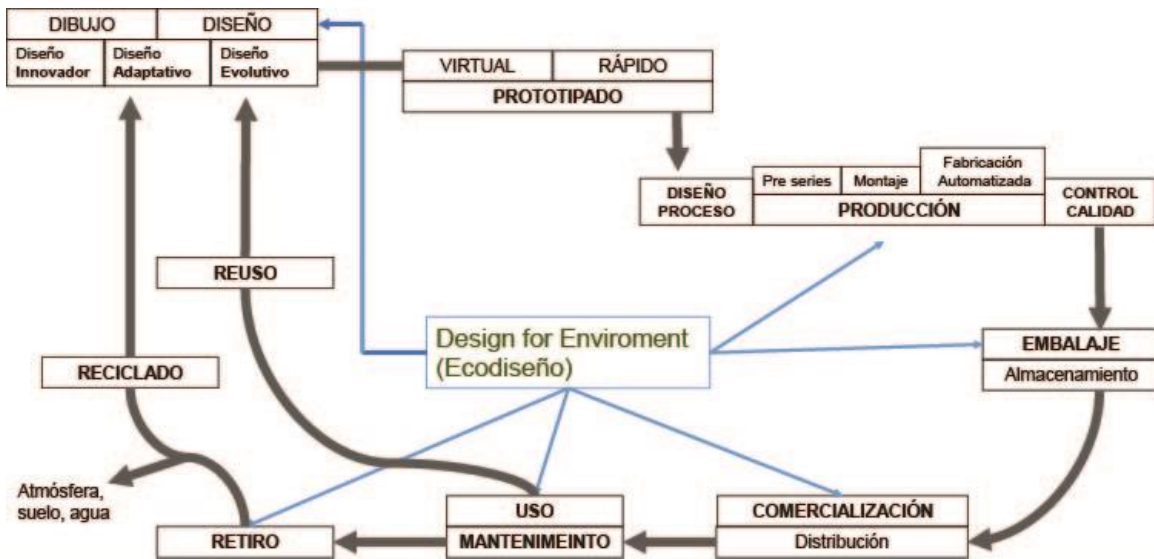 DIBUJO
DISEÑO
Diseño
Innovador
Diseño
Adaptativo
Diseño
Evolutivo
VIRTUAL
RÁPIDO
PROTOTIPADO
DISEÑO
PROCESO
Pre series
Montaje
Fabricación
Automatizada
PRODUCCIÓN
CONTROL
CALIDAD
REUSO
Design for Enviroment
(Ecodiseño)
EMBALAJE
Almacenamiento
RECICLADO
Atmósfera,
suelo, agua
RETIRO
USO
MANTENIMEINTO
COMERCIALIZACIÓN
Distribución